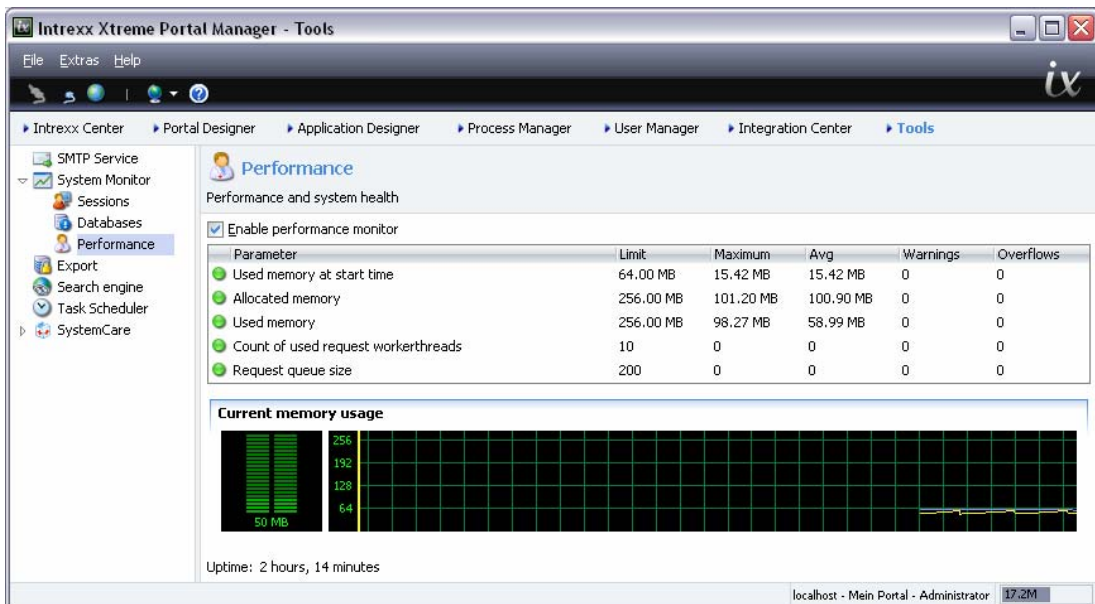 Intrexx Xtreme Portal Manager - Tools
File Extras Help
ix
Intrexx Center Portal Designer Application Designer Process Manager User Manager Integration Center Tools
SMTP Service
System Monitor
Sessions
Databases
Performance
Export
Search engine
Task Scheduler
SystemCare
Performance
Performance and system health
Enable performance monitor
Parameter Limit Maximum Avg Warnings Overflows
Used memory at start time 64.00 MB 15.42 MB 15.42 MB 0 0
Allocated memory 256.00 MB 101.20 MB 100.90 MB 0 0
Used memory 256.00 MB 98.27 MB 58.99 MB 0 0
Count of used request workerthreads 10 0 0 0 0
Request queue size 200 0 0 0 0
Current memory usage
256
192
128
64
50 MB
Uptime: 2 hours, 14 minutes
localhost - Mein Portal - Administrator 17.2M